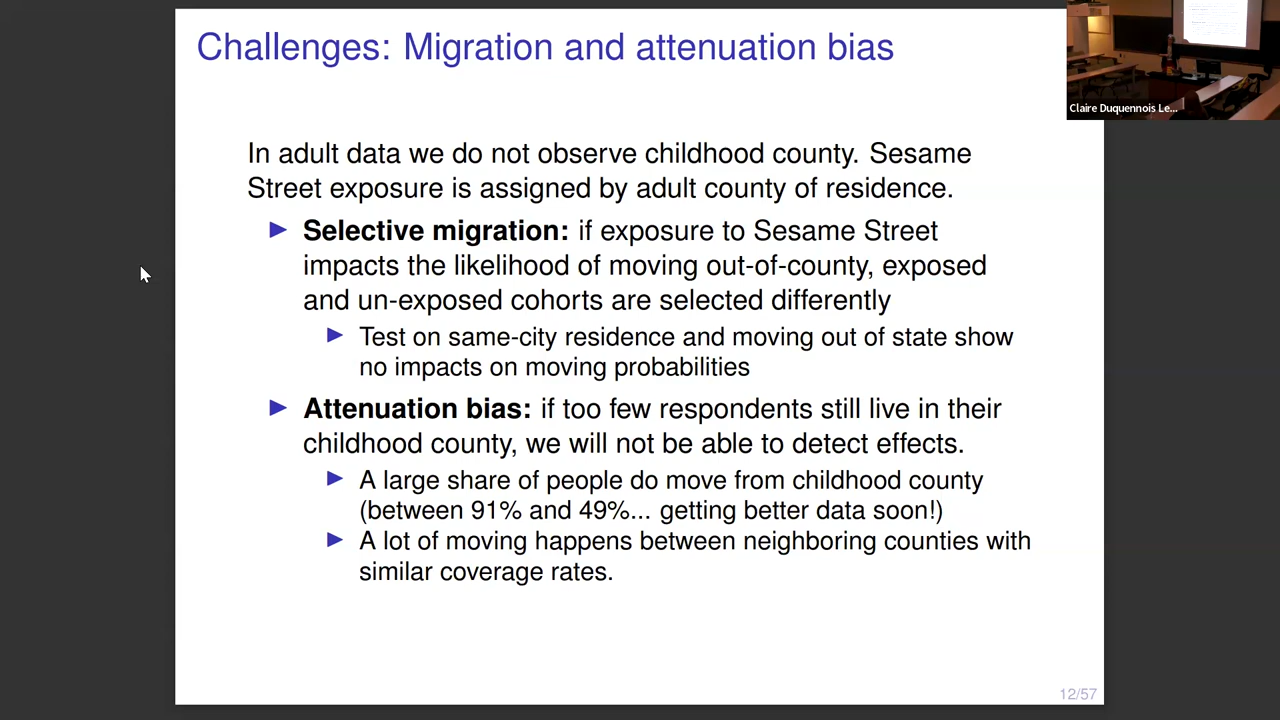 Challenges: Migration and attenuation bias
Claire Duquennois Le...
In adult data we do not observe childhood county. Sesame
Street exposure is assigned by adult county of residence.
Selective migration: if exposure to Sesame Street
impacts the likelihood of moving out-of-county, exposed
and un-exposed cohorts are selected differently
Test on same-city residence and moving out of state show
no impacts on moving probabilities
Attenuation bias: if too few respondents still live in their
childhood county, we will not be able to detect effects.
A large share of people do move from childhood county
(between 91% and 49%... getting better data soon!)
A lot of moving happens between neighboring counties with
similar coverage rates.
12/57